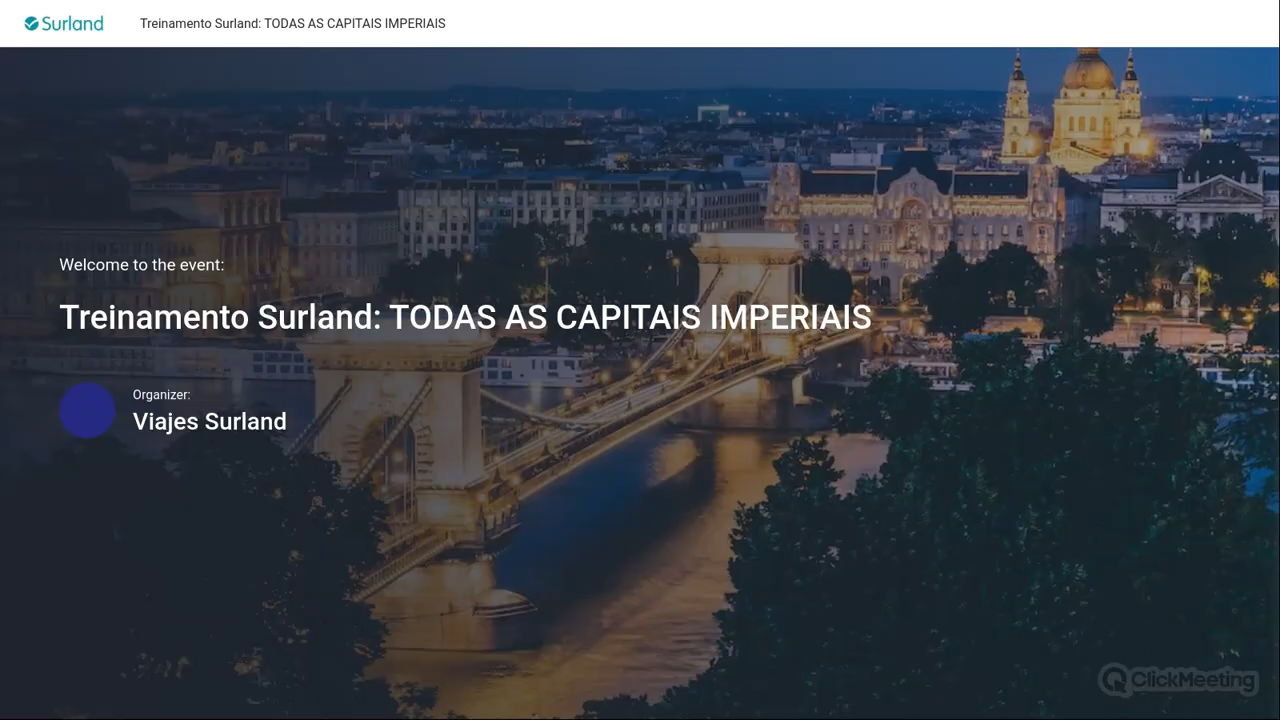 Surland Treinamento Surland: TODAS AS CAPITAIS IMPERIAIS
Welcome to the event:
Treinamento Surland: TODAS AS CAPITAIS IMPERIAIS
Organizer:
Viajes Surland
ClickMeeting